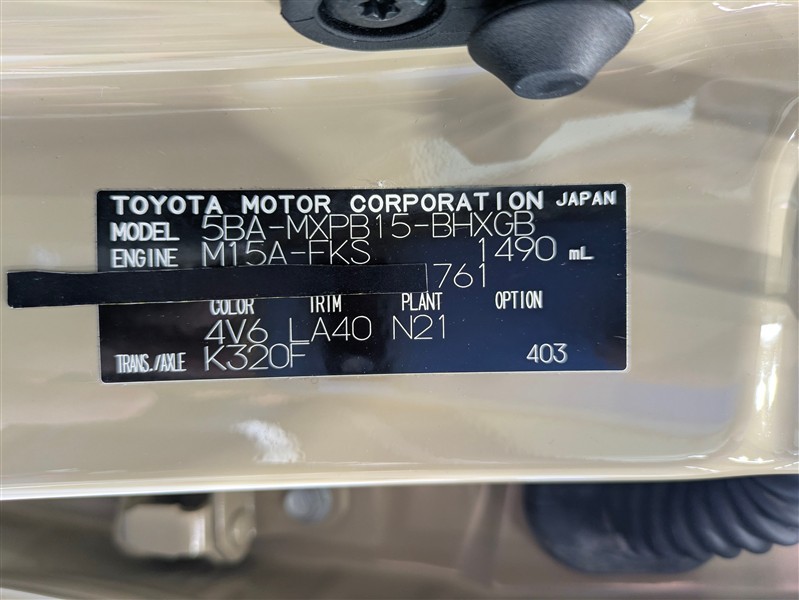 TOYOTA MOTOR CORPORATION JAPAN
MODEL 5BA-MXPB15-BHXGB
ENGINE M15A-FKS 1490 mL
761
COLOR TRIM PLANT OPTION
4V6 LA40 N21
TRANS./AXLE K320F 403